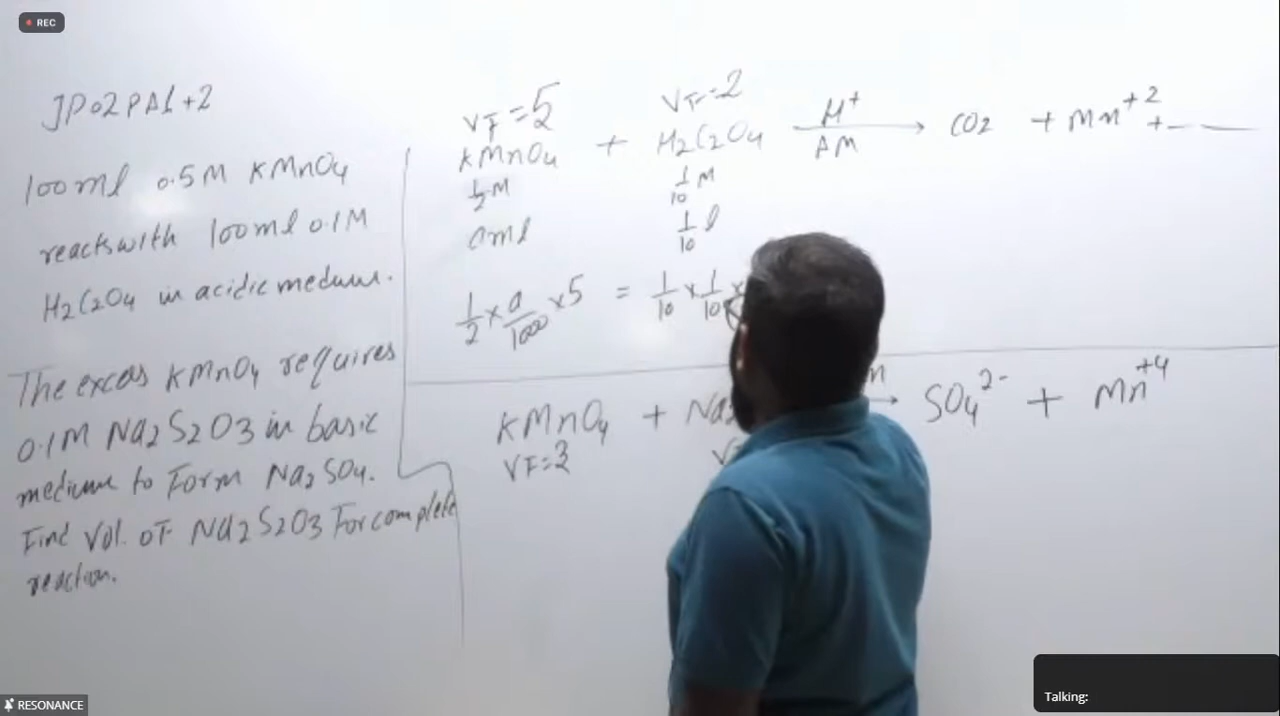 REC
JP02PA1+2
100ml 0.5M KMnO4
reacts with 100ml 0.1M
H2C2O4 in acidic medium.
The excess KMnO4 requires
0.1M Na2S2O3 in basic
medium to Form Na2SO4.
Find Vol. oF Na2S2O3 For complete
reaction.
VF=5 VF=2
KMnO4 + H2C2O4 H+ → CO2 + Mn+2 +
AM
1/2 M 1/10 M
a ml 1/10 l
1/2 × a/1000 × 5 = 1/10 × 1/10 ×
KMnO4 + Na → SO4 2- + Mn+4
VF=3
RESONANCE
Talking: